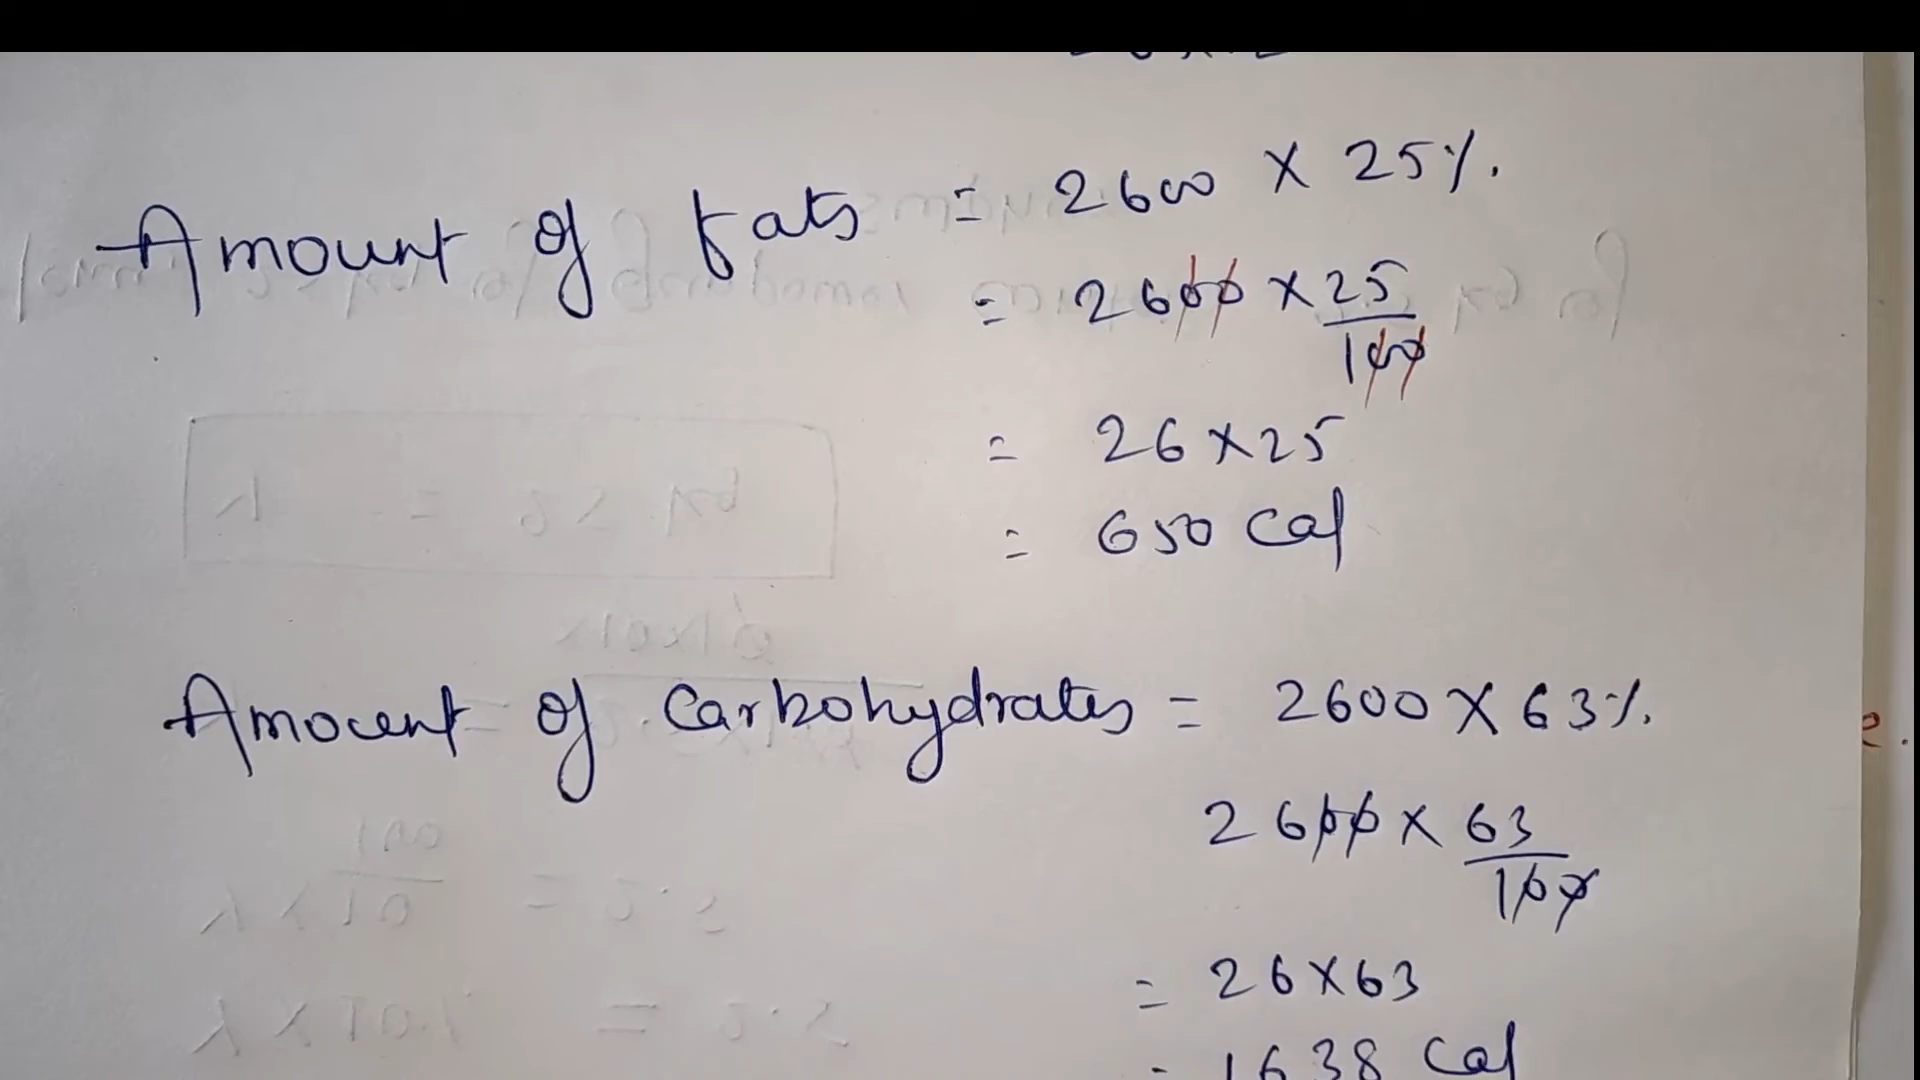 Amount of fats = 2600 × 25%.
= 2600 × 25/100
= 26 × 25
= 650 Cal
Amount of Carbohydrates = 2600 × 63%.
2600 × 63/100
= 26 × 63
= 1638 Cal